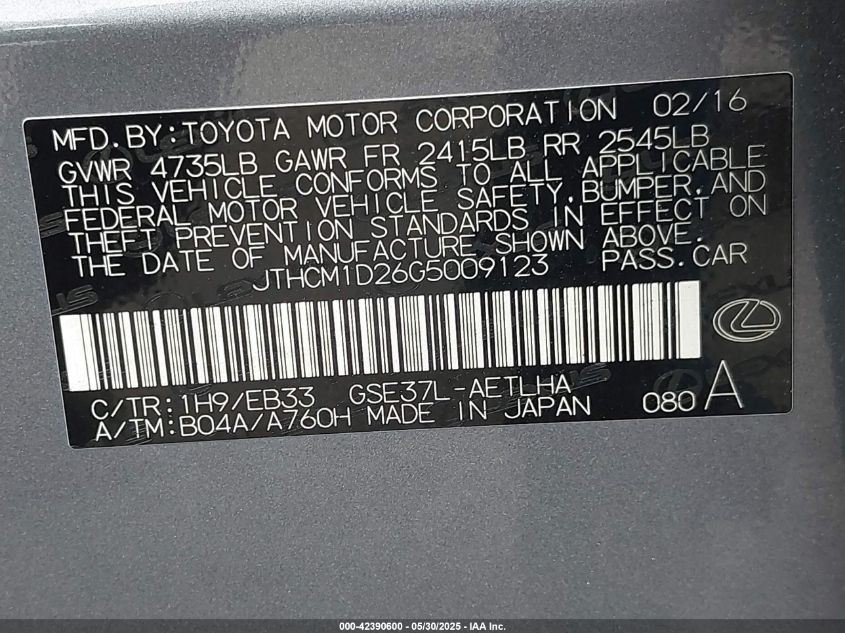 MFD.BY:TOYOTA MOTOR CORPORATION 02/16
GVWR 4735LB GAWR FR 2415LB RR 2545LB
THIS VEHICLE CONFORMS TO ALL APPLICABLE
FEDERAL MOTOR VEHICLE SAFETY,BUMPER,AND
THEFT PREVENTION STANDARDS IN EFFECT ON
THE DATE OF MANUFACTURE SHOWN ABOVE.
JTHCM1D26G5009123 PASS.CAR
C/TR:1H9/EB33 GSE37L-AETLHA
A/TM:B04A/A760H MADE IN JAPAN 080 A
000-42390600 - 05/30/2025 - IAA Inc.